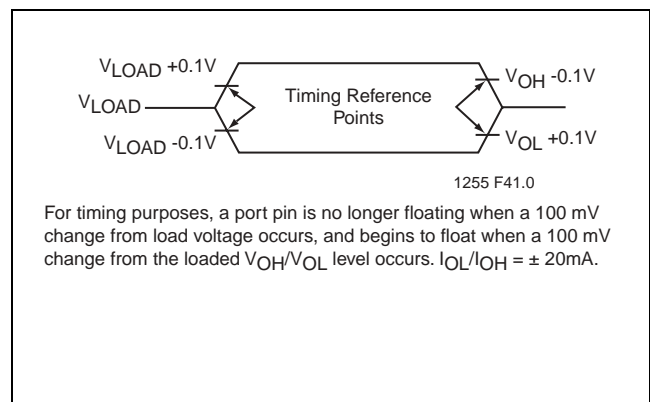 VLOAD +0.1V
VLOAD
VLOAD -0.1V
Timing Reference
Points
VOH -0.1V
VOL +0.1V
1255 F41.0
For timing purposes, a port pin is no longer floating when a 100 mV
change from load voltage occurs, and begins to float when a 100 mV
change from the loaded VOH/VOL level occurs. IOL/IOH = ± 20mA.